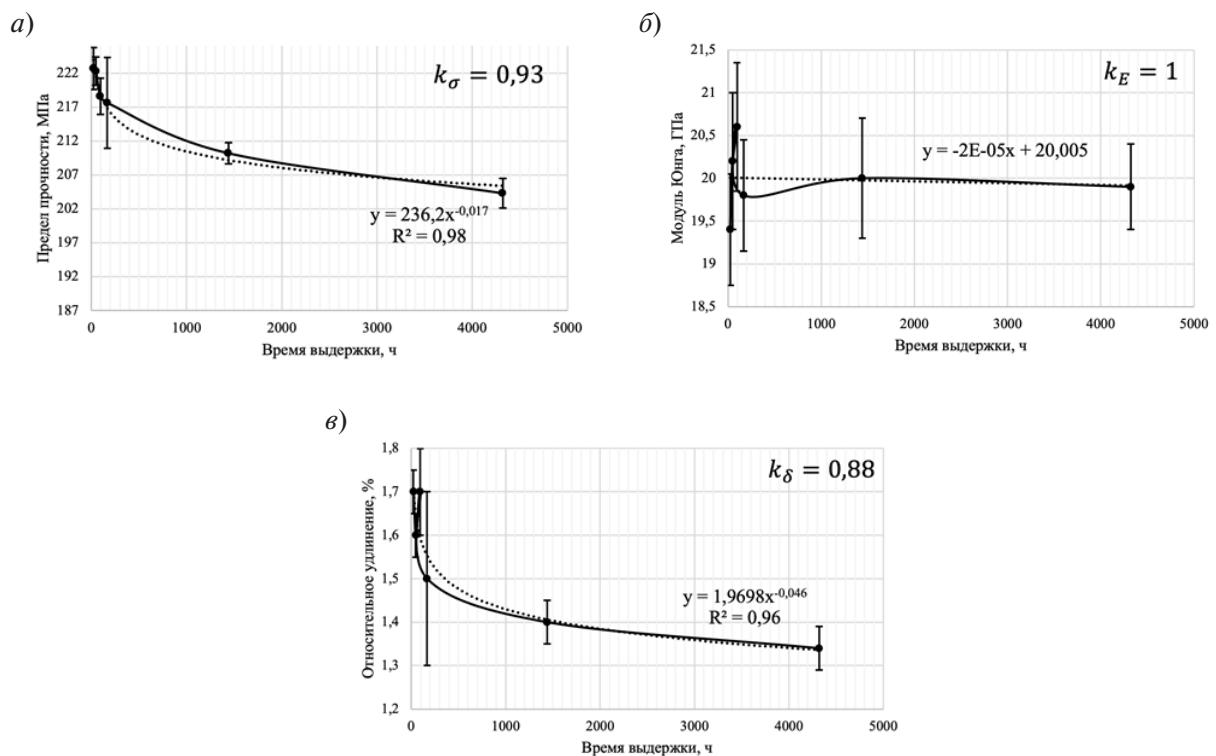 а)
222
217
212
207
202
197
192
187
Предел прочности, МПа
k_σ = 0,93
y = 236,2x^-0,017
R² = 0,98
0 1000 2000 3000 4000 5000
Время выдержки, ч
б)
21,5
21
20,5
20
19,5
19
18,5
Модуль Юнга, ГПа
k_E = 1
y = -2E-05x + 20,005
0 1000 2000 3000 4000 5000
Время выдержки, ч
в)
1,8
1,7
1,6
1,5
1,4
1,3
1,2
Относительное удлинение, %
k_δ = 0,88
y = 1,9698x^-0,046
R² = 0,96
0 1000 2000 3000 4000 5000
Время выдержки, ч